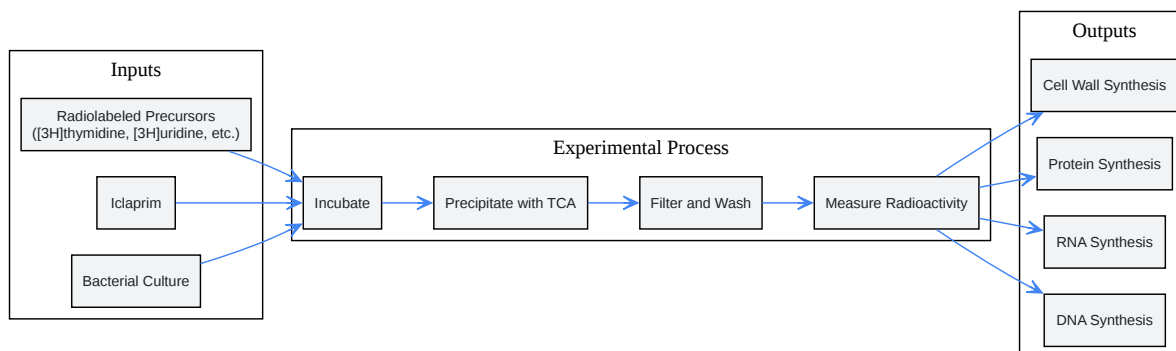 Inputs
Radiolabeled Precursors
([3H]thymidine, [3H]uridine, etc.)
Iclaprim
Bacterial Culture
Experimental Process
Incubate
Precipitate with TCA
Filter and Wash
Measure Radioactivity
Outputs
Cell Wall Synthesis
Protein Synthesis
RNA Synthesis
DNA Synthesis